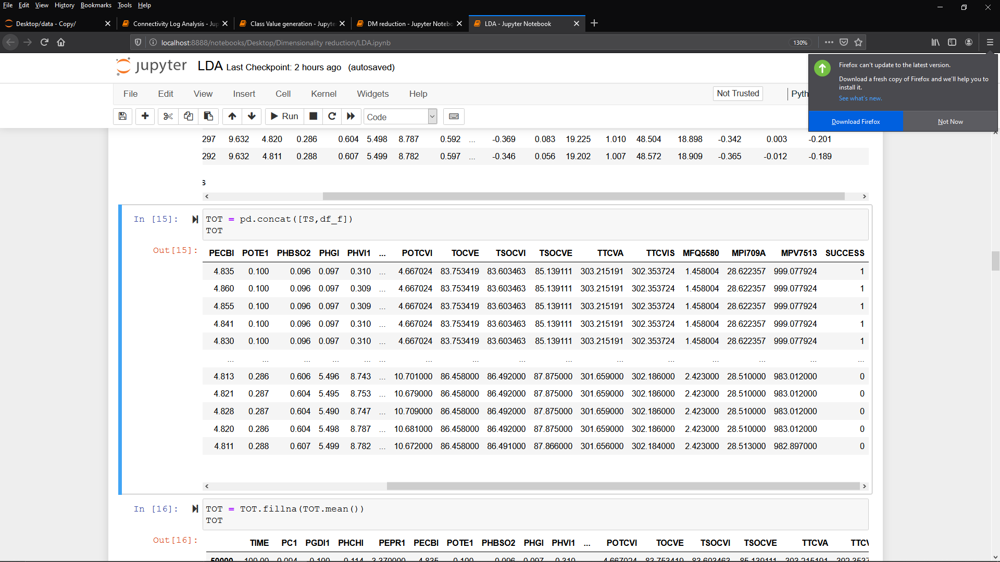 File Edit View History Bookmarks Tools Help
Desktop/data - Copy/ Connectivity Log Analysis - Jup Class Value generation - Jupyte DM reduction - Jupyter Notebo LDA - Jupyter Notebook
localhost:8888/notebooks/Desktop/Dimensionality reduction/LDA.ipynb 130%
Firefox can't update to the latest version.
Download a fresh copy of Firefox and we'll help you to
install it.
See what's new.
Download Firefox Not Now
jupyter LDA Last Checkpoint: 2 hours ago (autosaved)
File Edit View Insert Cell Kernel Widgets Help Not Trusted Pyth
Run Code
297 9.632 4.820 0.286 0.604 5.498 8.787 0.592 ... -0.369 0.083 19.225 1.010 48.504 18.898 -0.342 0.003 -0.201
292 9.632 4.811 0.288 0.607 5.499 8.782 0.597 ... -0.346 0.056 19.202 1.007 48.572 18.909 -0.365 -0.012 -0.189
s
In [15]: TOT = pd.concat([TS,df_f])
TOT
Out[15]: PECBI POTE1 PHBSO2 PHGI PHVI1 ... POTCVI TOCVE TSOCVI TSOCVE TTCVA TTCVIS MFQ5580 MPI709A MPV7513 SUCCESS
4.835 0.100 0.096 0.097 0.310 ... 4.667024 83.753419 83.603463 85.139111 303.215191 302.353724 1.458004 28.622357 999.077924 1
4.860 0.100 0.096 0.097 0.309 ... 4.667024 83.753419 83.603463 85.139111 303.215191 302.353724 1.458004 28.622357 999.077924 1
4.855 0.100 0.096 0.097 0.309 ... 4.667024 83.753419 83.603463 85.139111 303.215191 302.353724 1.458004 28.622357 999.077924 1
4.841 0.100 0.096 0.097 0.310 ... 4.667024 83.753419 83.603463 85.139111 303.215191 302.353724 1.458004 28.622357 999.077924 1
4.830 0.100 0.096 0.097 0.310 ... 4.667024 83.753419 83.603463 85.139111 303.215191 302.353724 1.458004 28.622357 999.077924 1
... ... ... ... ... ... ... ... ... ... ... ... ... ... ... ...
4.813 0.286 0.606 5.496 8.743 ... 10.701000 86.458000 86.492000 87.875000 301.659000 302.186000 2.423000 28.510000 983.012000 0
4.821 0.287 0.604 5.495 8.753 ... 10.679000 86.458000 86.492000 87.875000 301.659000 302.186000 2.423000 28.510000 983.012000 0
4.828 0.287 0.604 5.490 8.747 ... 10.709000 86.458000 86.492000 87.875000 301.659000 302.186000 2.423000 28.510000 983.012000 0
4.820 0.286 0.604 5.498 8.787 ... 10.681000 86.458000 86.492000 87.875000 301.659000 302.186000 2.423000 28.510000 983.012000 0
4.811 0.288 0.607 5.499 8.782 ... 10.672000 86.458000 86.491000 87.866000 301.656000 302.184000 2.423000 28.513000 982.897000 0
In [16]: TOT = TOT.fillna(TOT.mean())
TOT
Out[16]: TIME PC1 PGDI1 PHCHI PEPR1 PECBI POTE1 PHBSO2 PHGI PHVI1 ... POTCVI TOCVE TSOCVI TSOCVE TTCVA TTCV
50000 100.00 0.094 0.100 0.114 3.370000 4.835 0.100 0.096 0.097 0.310 ... 4.667024 83.753419 83.603463 85.139111 303.215191 302.3537